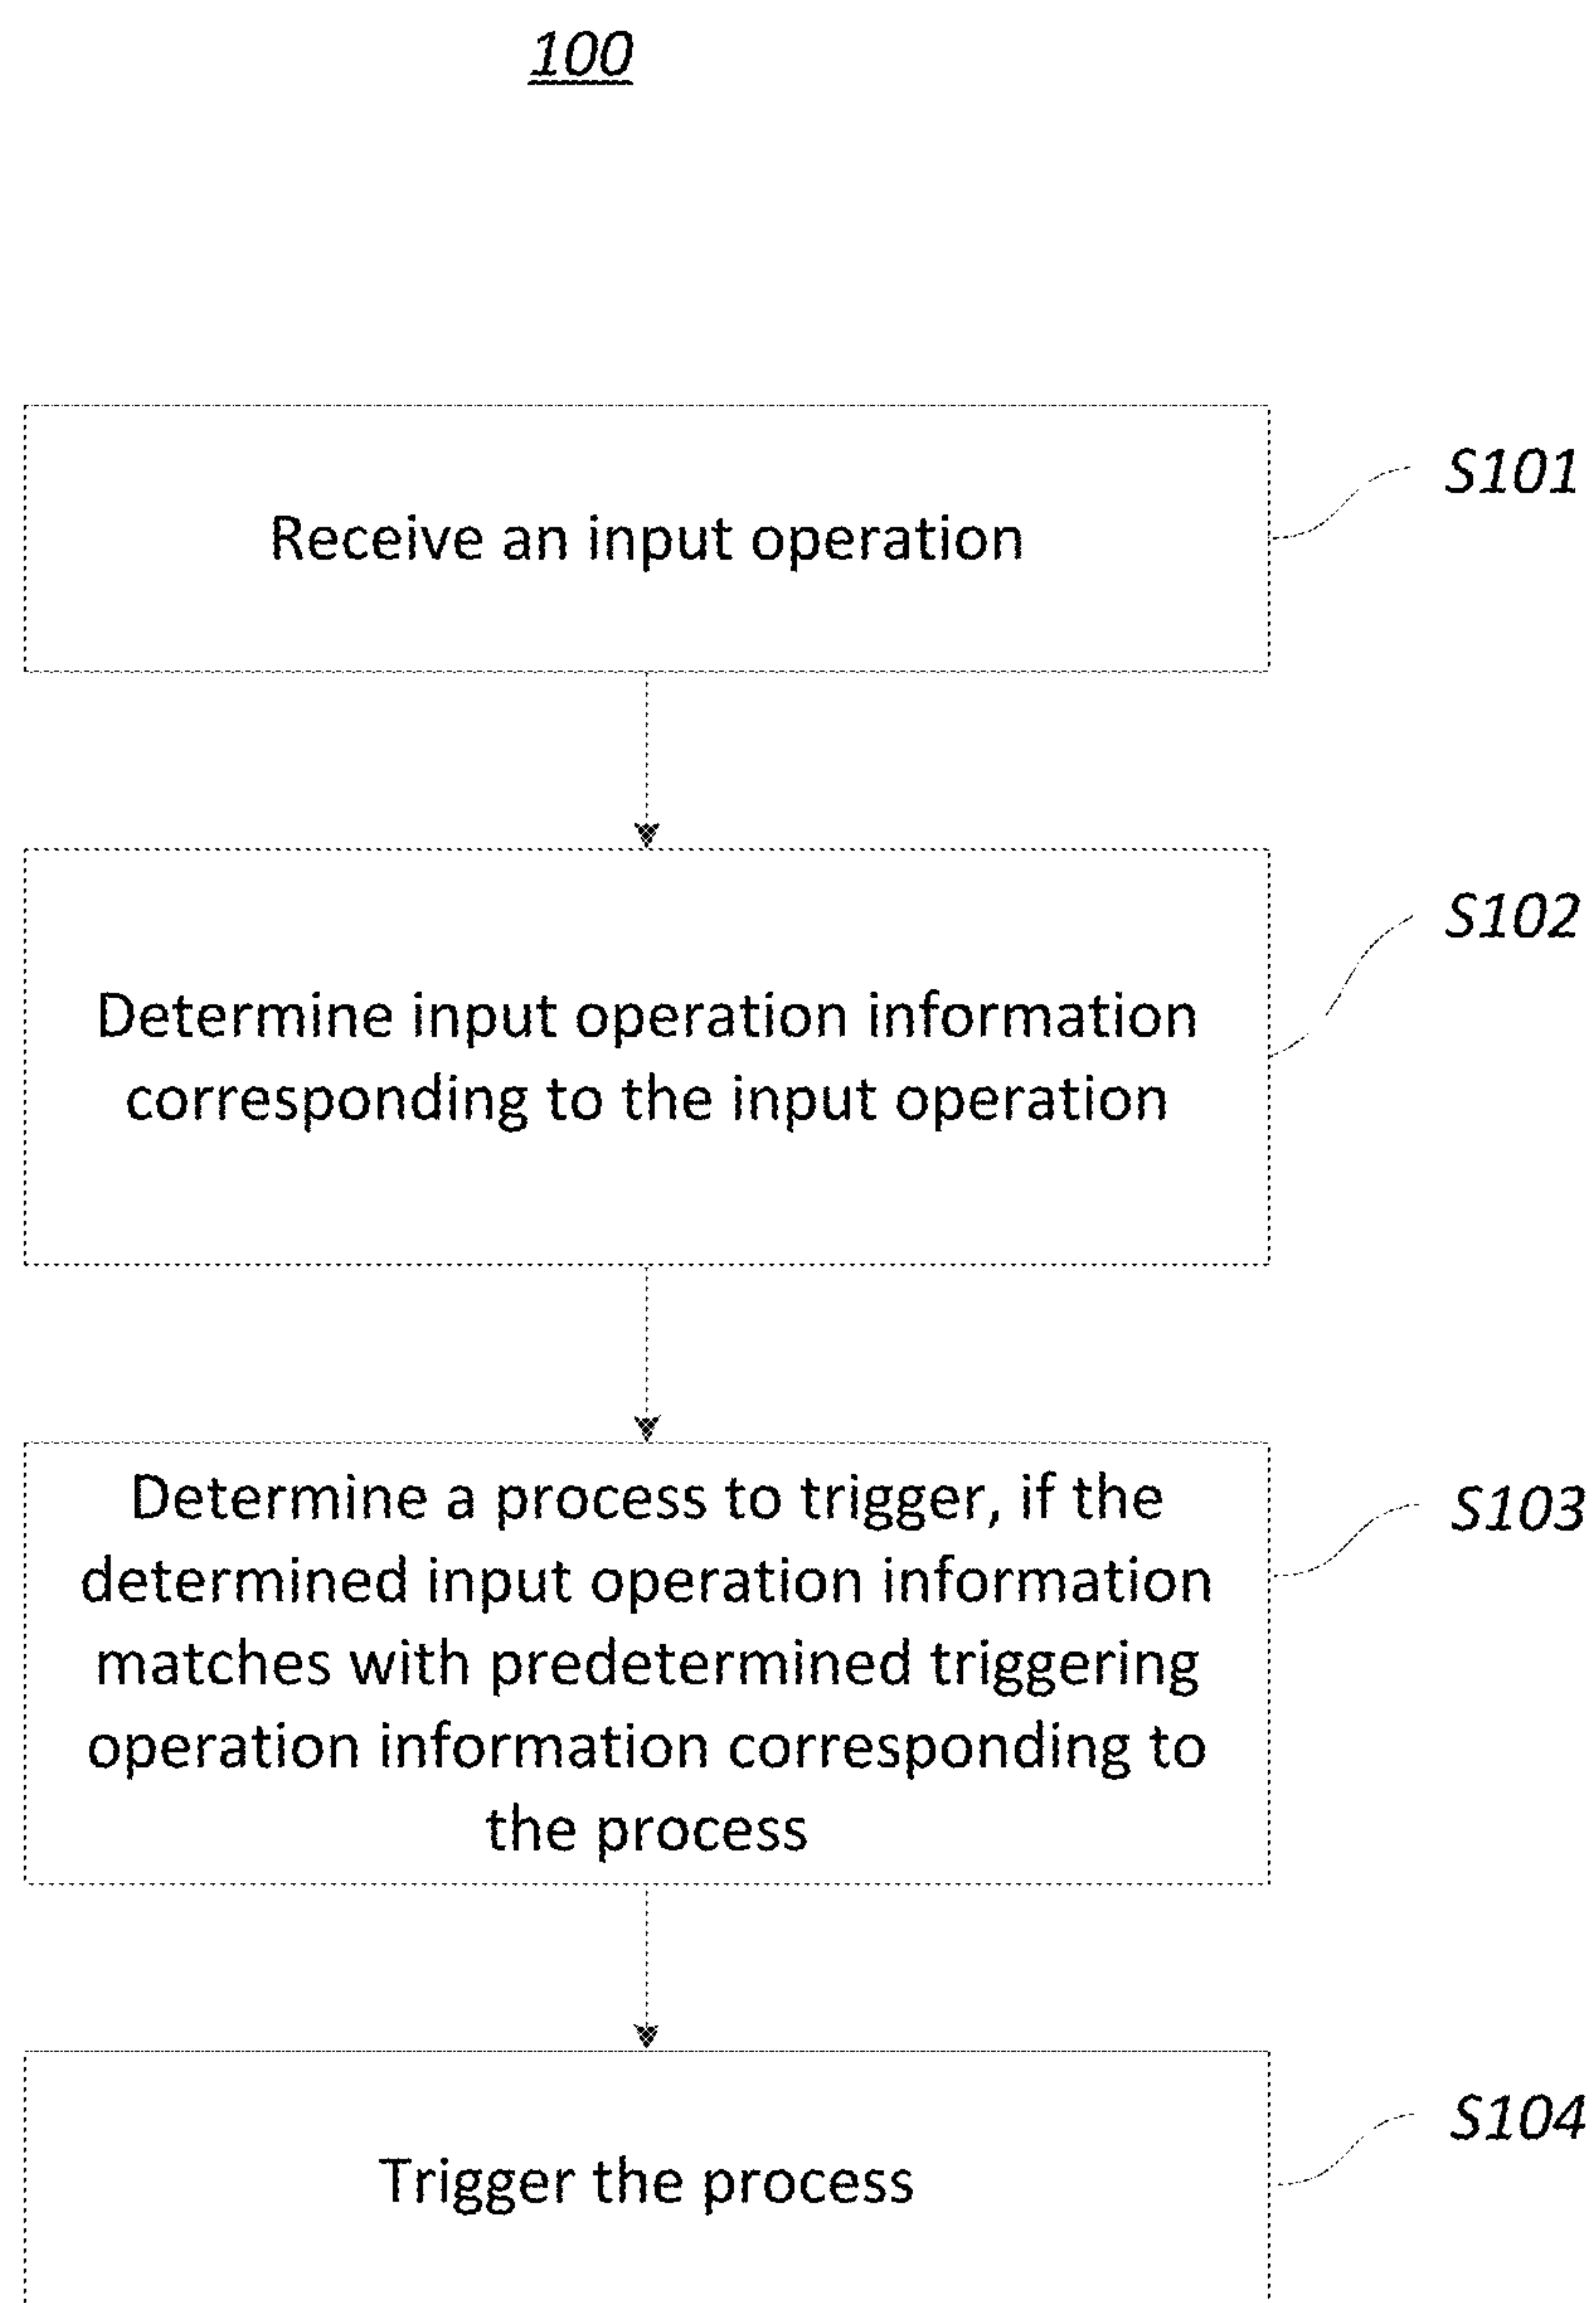 100
Receive an input operation
S101
Determine input operation information
corresponding to the input operation
S102
Determine a process to trigger, if the
determined input operation information
matches with predetermined triggering
operation information corresponding to
the process
S103
Trigger the process
S104